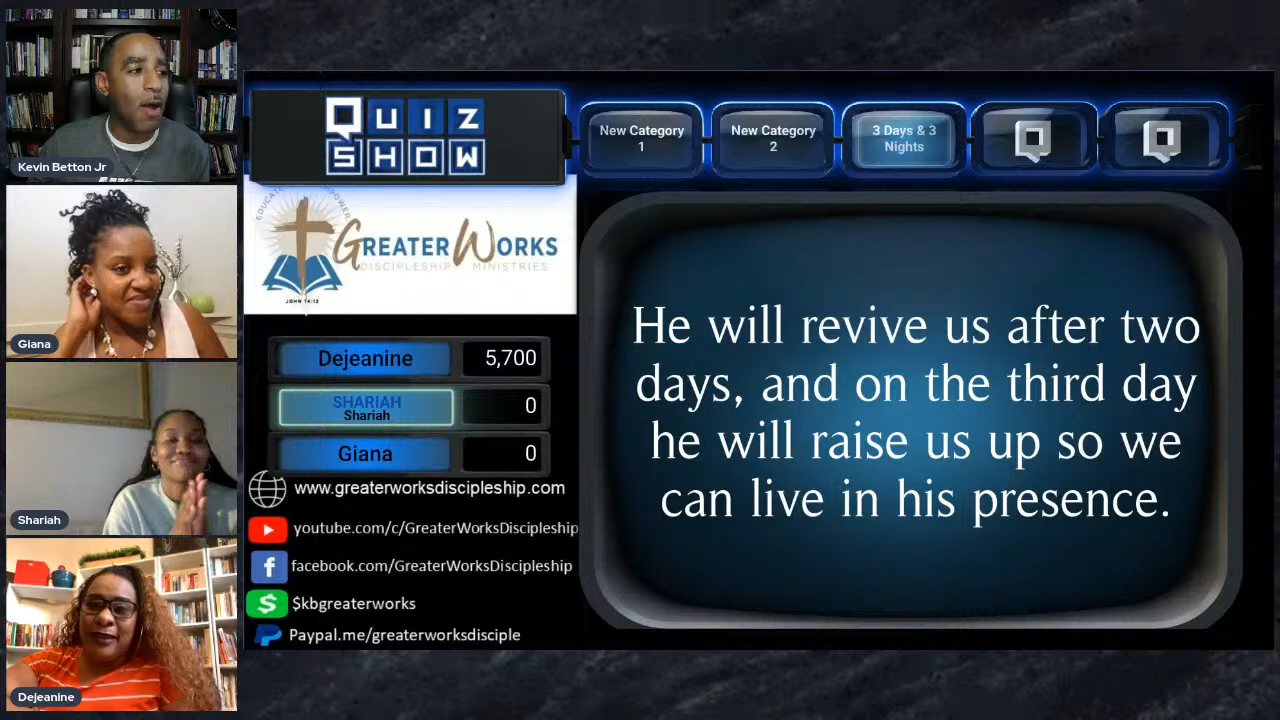 Kevin Betton Jr
Giana
Shariah
Dejeanine
QUIZ
SHOW
GREATER WORKS
DISCIPLESHIP MINISTRIES
JOHN 14:12
Dejeanine 5,700
SHARIAH
Shariah 0
Giana 0
www.greaterworksdiscipleship.com
youtube.com/c/GreaterWorksDiscipleship
facebook.com/GreaterWorksDiscipleship
$kbgreaterworks
Paypal.me/greaterworksdisciple
New Category
1
New Category
2
3 Days & 3
Nights
He will revive us after two
days, and on the third day
he will raise us up so we
can live in his presence.